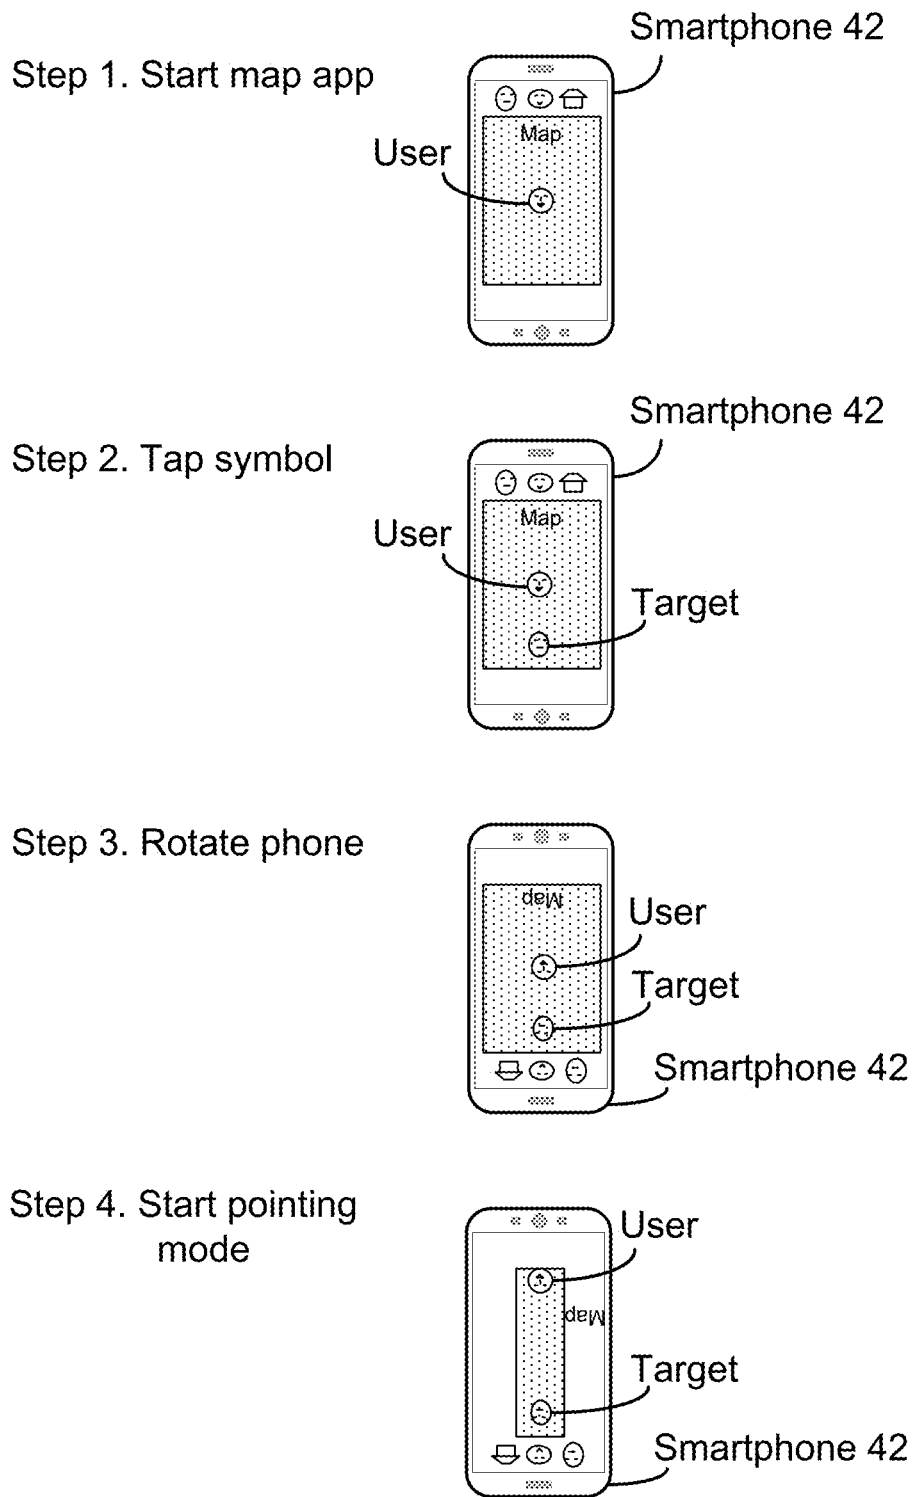 Smartphone 42
Step 1. Start map app
Map
User
Smartphone 42
Step 2. Tap symbol
Map
User
Target
Step 3. Rotate phone
Map
User
Target
Smartphone 42
Step 4. Start pointing
mode
User
Map
Target
Smartphone 42